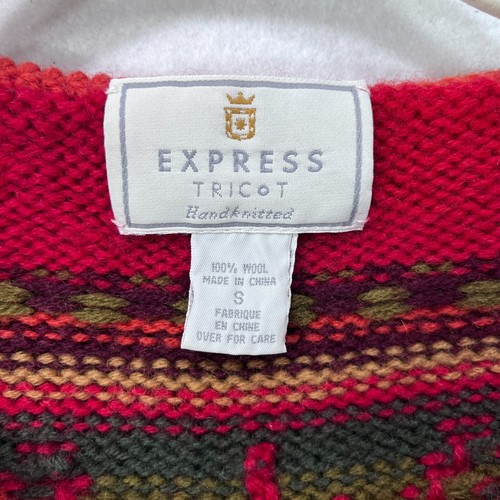 EXPRESS
TRICOT
Handknitted
100% WOOL
MADE IN CHINA
S
FABRIQUE
EN CHINE
OVER FOR CARE